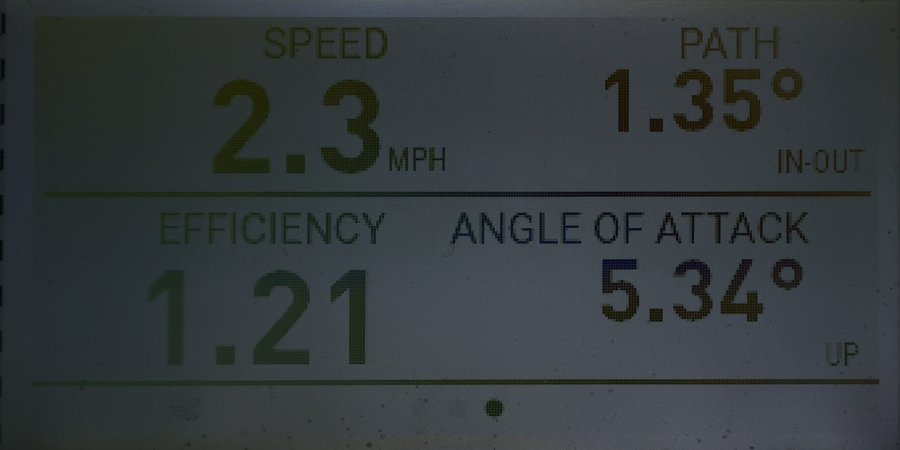 SPEED
2.3 MPH
PATH
1.35°
IN-OUT
EFFICIENCY
1.21
ANGLE OF ATTACK
5.34°
UP